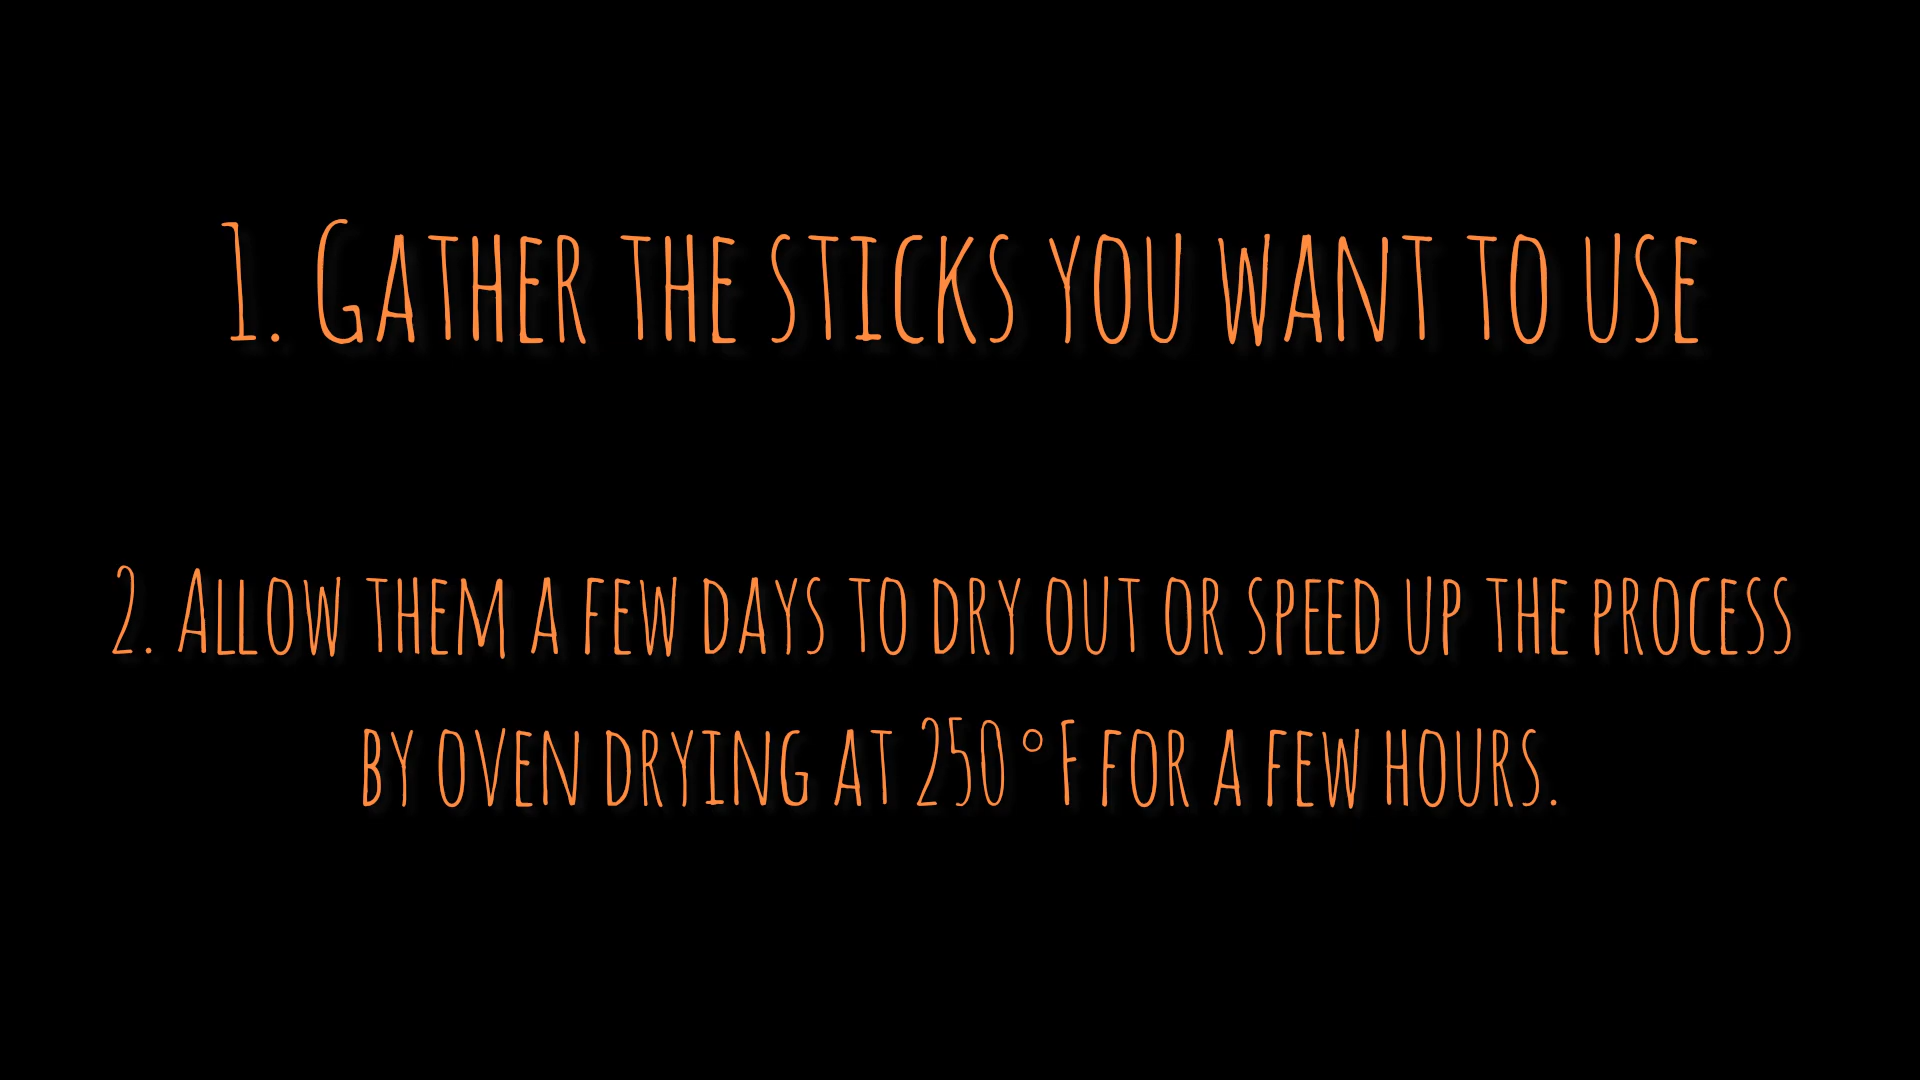 1. Gather the sticks you want to use
2. Allow them a few days to dry out or speed up the process
by oven drying at 250°F for a few hours.